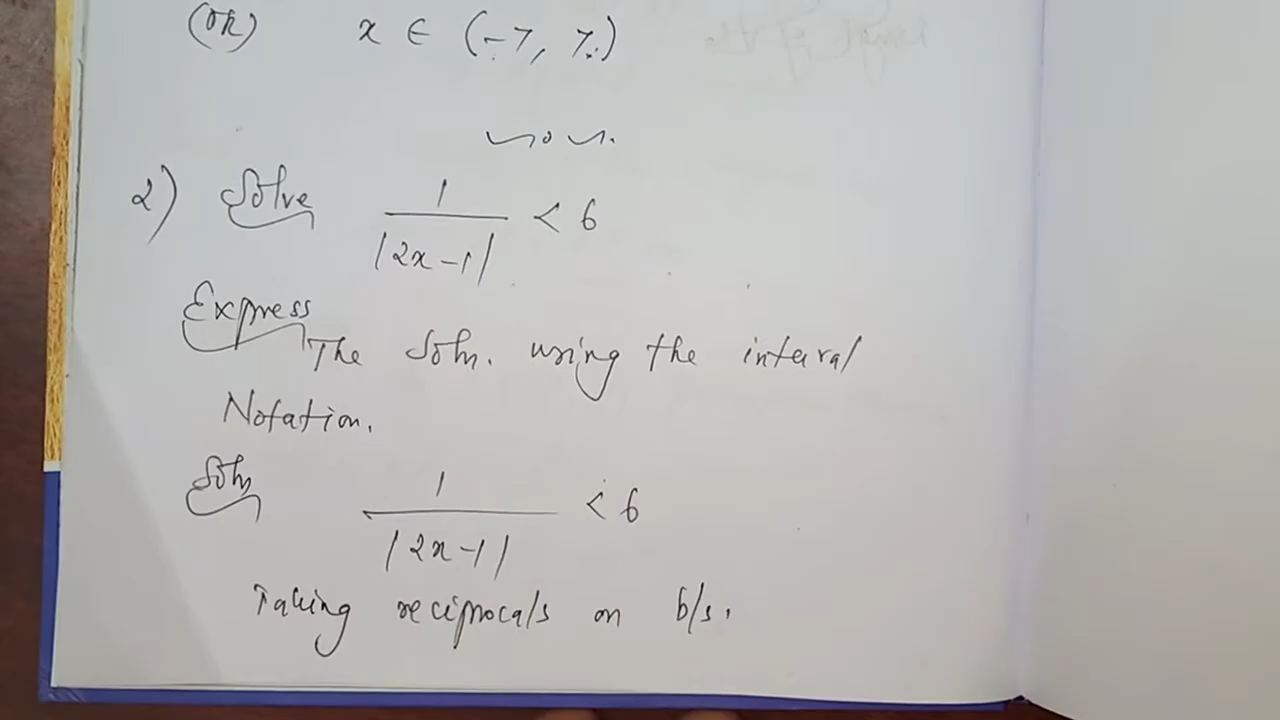 (OR) x ∈ (-7, 7)
2) Solve 1/|2x-1| < 6
Express
The Soln. using the interval
Notation.
Soln 1/|2x-1| < 6
Taking reciprocals on b/s,